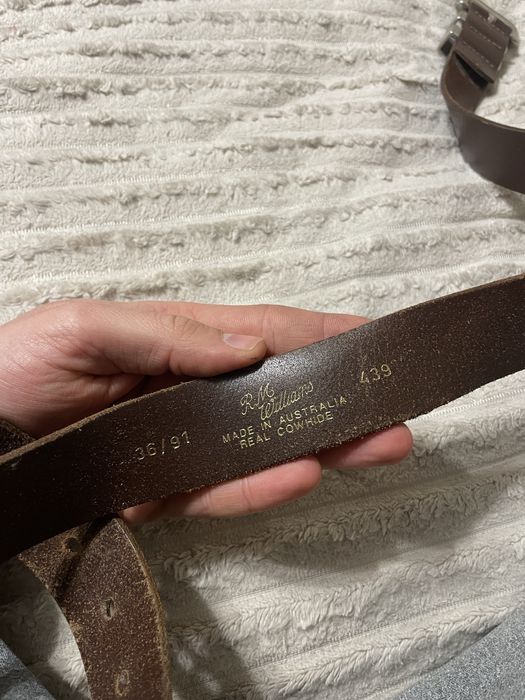 36/91
R.M.
Williams
MADE IN AUSTRALIA
REAL COWHIDE
439